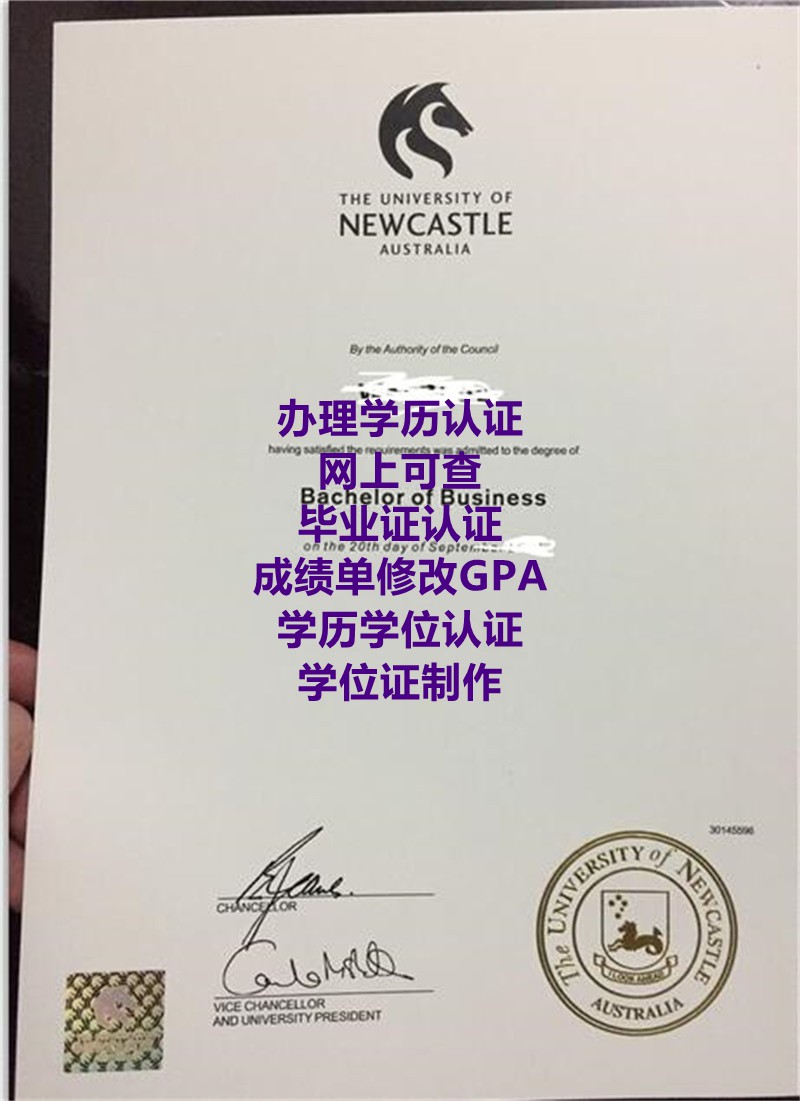 THE UNIVERSITY OF
NEWCASTLE
AUSTRALIA
By the Authority of the Council
办理学历认证
having satisfied the requirements was admitted to the degree of
网上可查
Bachelor of Business
毕业证认证
on the 20th day of September
成绩单修改GPA
学历学位认证
学位证制作
30145596
CHANCELLOR
VICE CHANCELLOR
AND UNIVERSITY PRESIDENT
The UNIVERSITY of NEWCASTLE
I LOOK AHEAD
AUSTRALIA